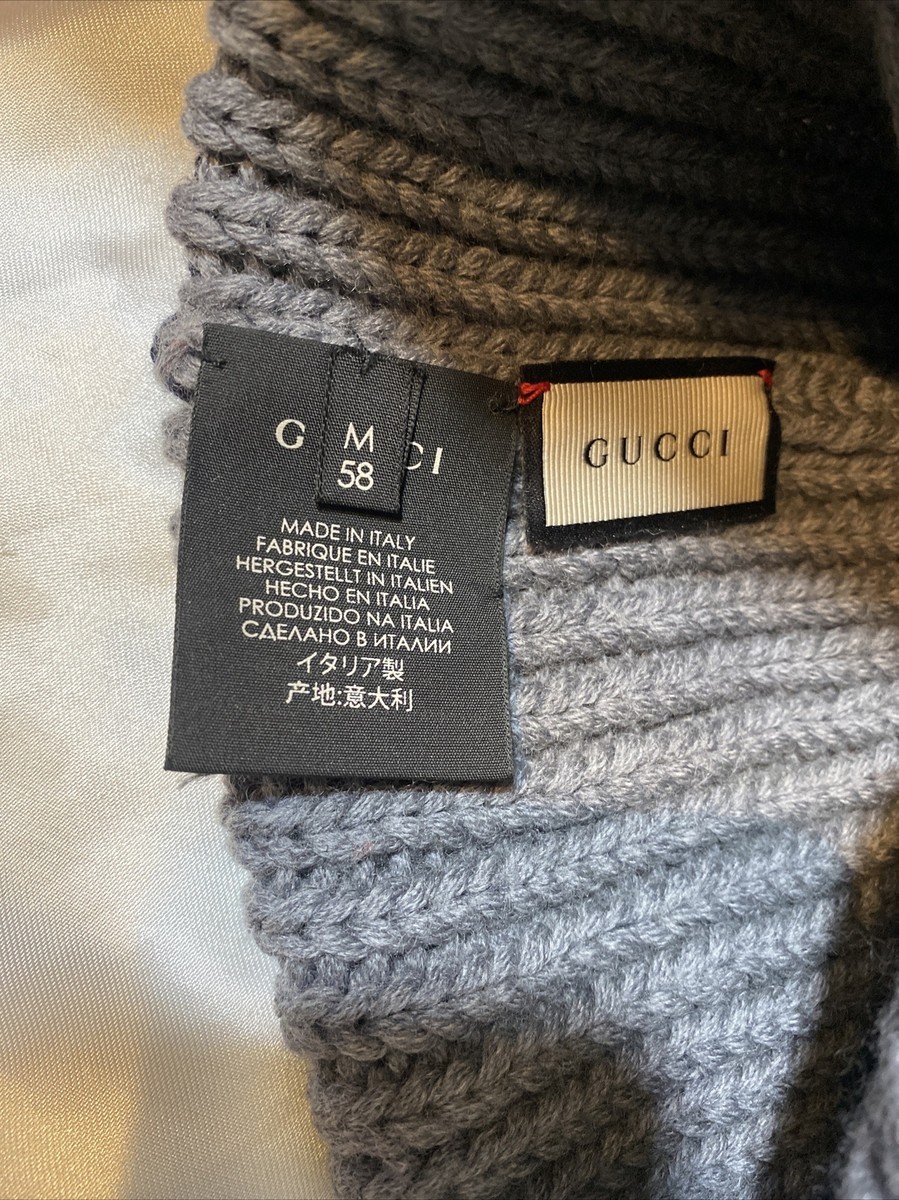 G CI
M
58
MADE IN ITALY
FABRIQUE EN ITALIE
HERGESTELLT IN ITALIEN
HECHO EN ITALIA
PRODUZIDO NA ITALIA
СДЕЛАНО В ИТАЛИИ
イタリア製
产地:意大利
GUCCI